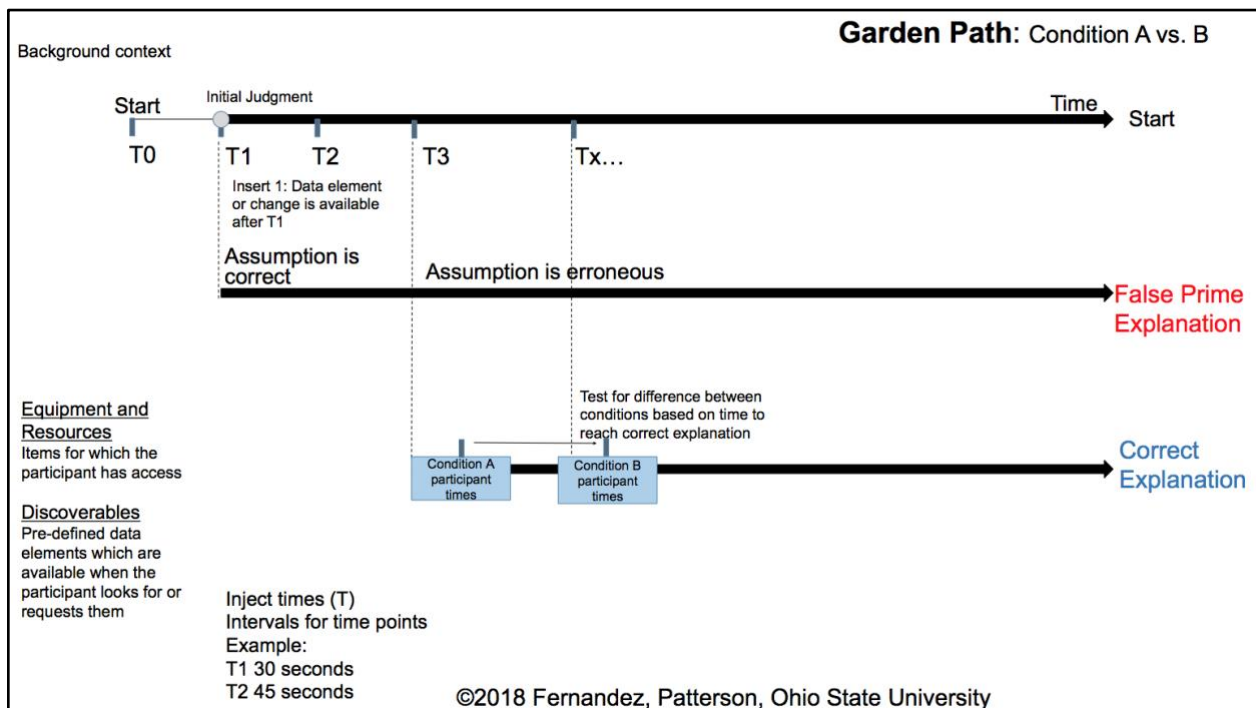 Garden Path: Condition A vs. B
Background context
Start
Initial Judgment
Time
Start
T0
T1
T2
T3
Tx...
Insert 1: Data element
or change is available
after T1
Assumption is
correct
Assumption is erroneous
False Prime
Explanation
Equipment and
Resources
Items for which the
participant has access
Discoverables
Pre-defined data
elements which are
available when the
participant looks for or
requests them
Test for difference between
conditions based on time to
reach correct explanation
Condition A
participant
times
Condition B
participant
times
Correct
Explanation
Inject times (T)
Intervals for time points
Example:
T1 30 seconds
T2 45 seconds
©2018 Fernandez, Patterson, Ohio State University